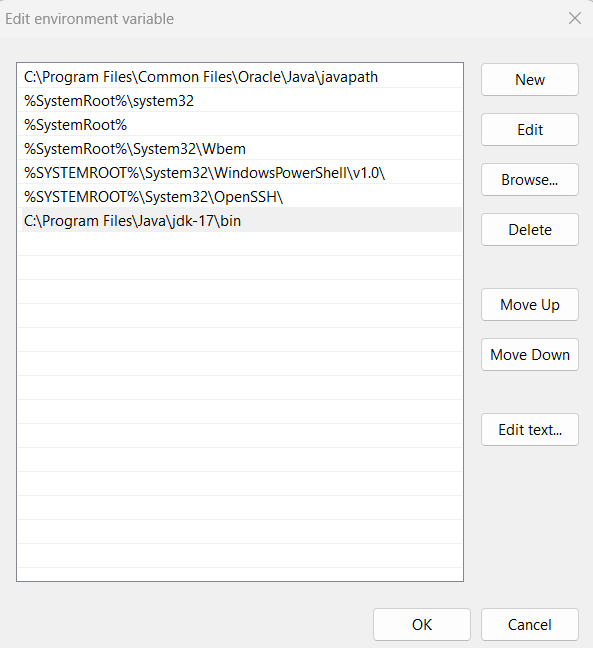 Edit environment variable
C:\Program Files\Common Files\Oracle\Java\javapath
%SystemRoot%\system32
%SystemRoot%
%SystemRoot%\System32\Wbem
%SYSTEMROOT%\System32\WindowsPowerShell\v1.0\
%SYSTEMROOT%\System32\OpenSSH\
C:\Program Files\Java\jdk-17\bin
New
Edit
Browse...
Delete
Move Up
Move Down
Edit text...
OK
Cancel